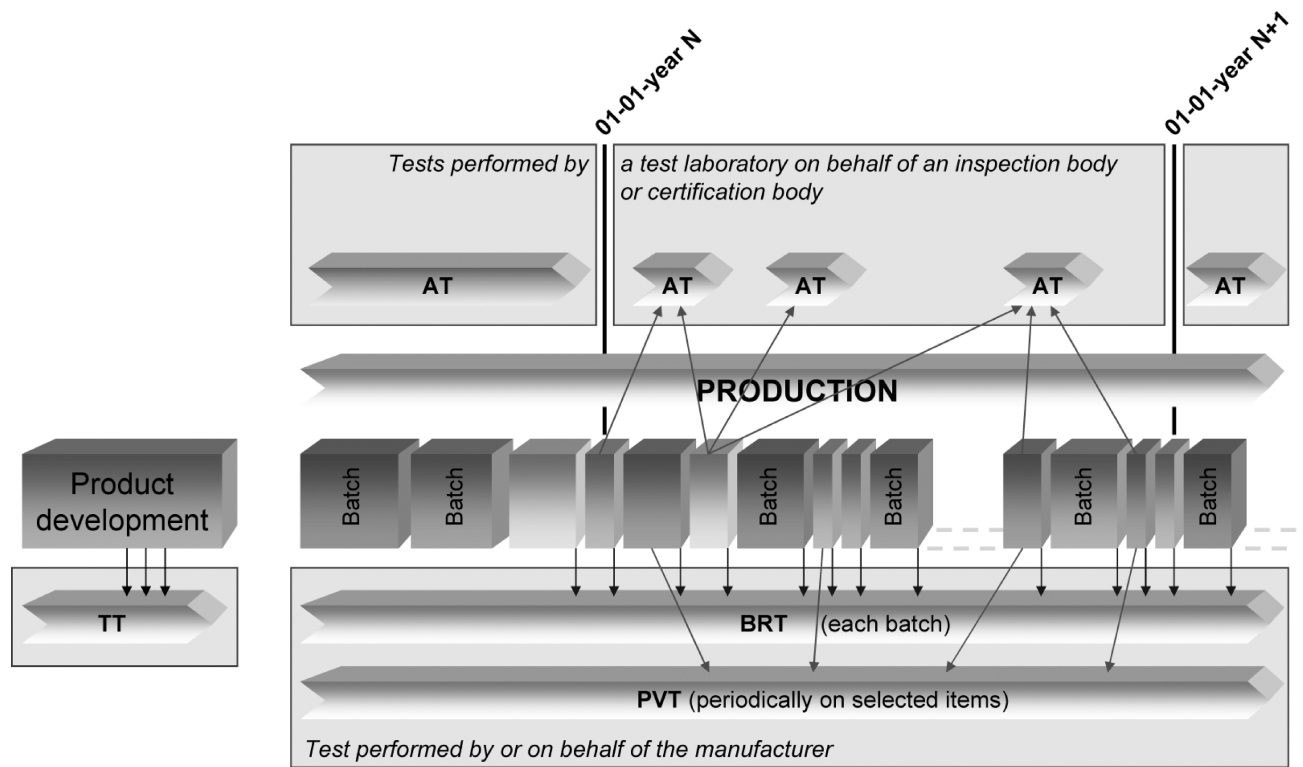 01-01-year N
01-01-year N+1
Tests performed by
a test laboratory on behalf of an inspection body
or certification body
AT
AT
AT
AT
AT
PRODUCTION
Product
development
Batch
Batch
Batch
Batch
Batch
Batch
TT
BRT (each batch)
PVT (periodically on selected items)
Test performed by or on behalf of the manufacturer